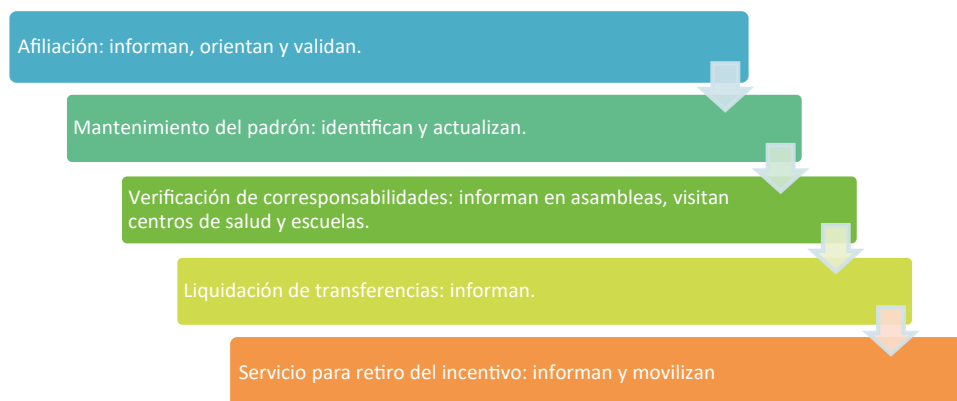 Afiliación: informan, orientan y validan.
Mantenimiento del padrón: identifican y actualizan.
Verificación de corresponsabilidades: informan en asambleas, visitan
centros de salud y escuelas.
Liquidación de transferencias: informan.
Servicio para retiro del incentivo: informan y movilizan